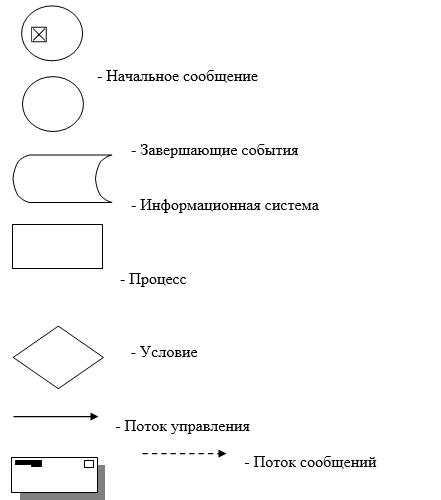 - Начальное сообщение
- Завершающие события
- Информационная система
- Процесс
- Условие
- Поток управления
- Поток сообщений